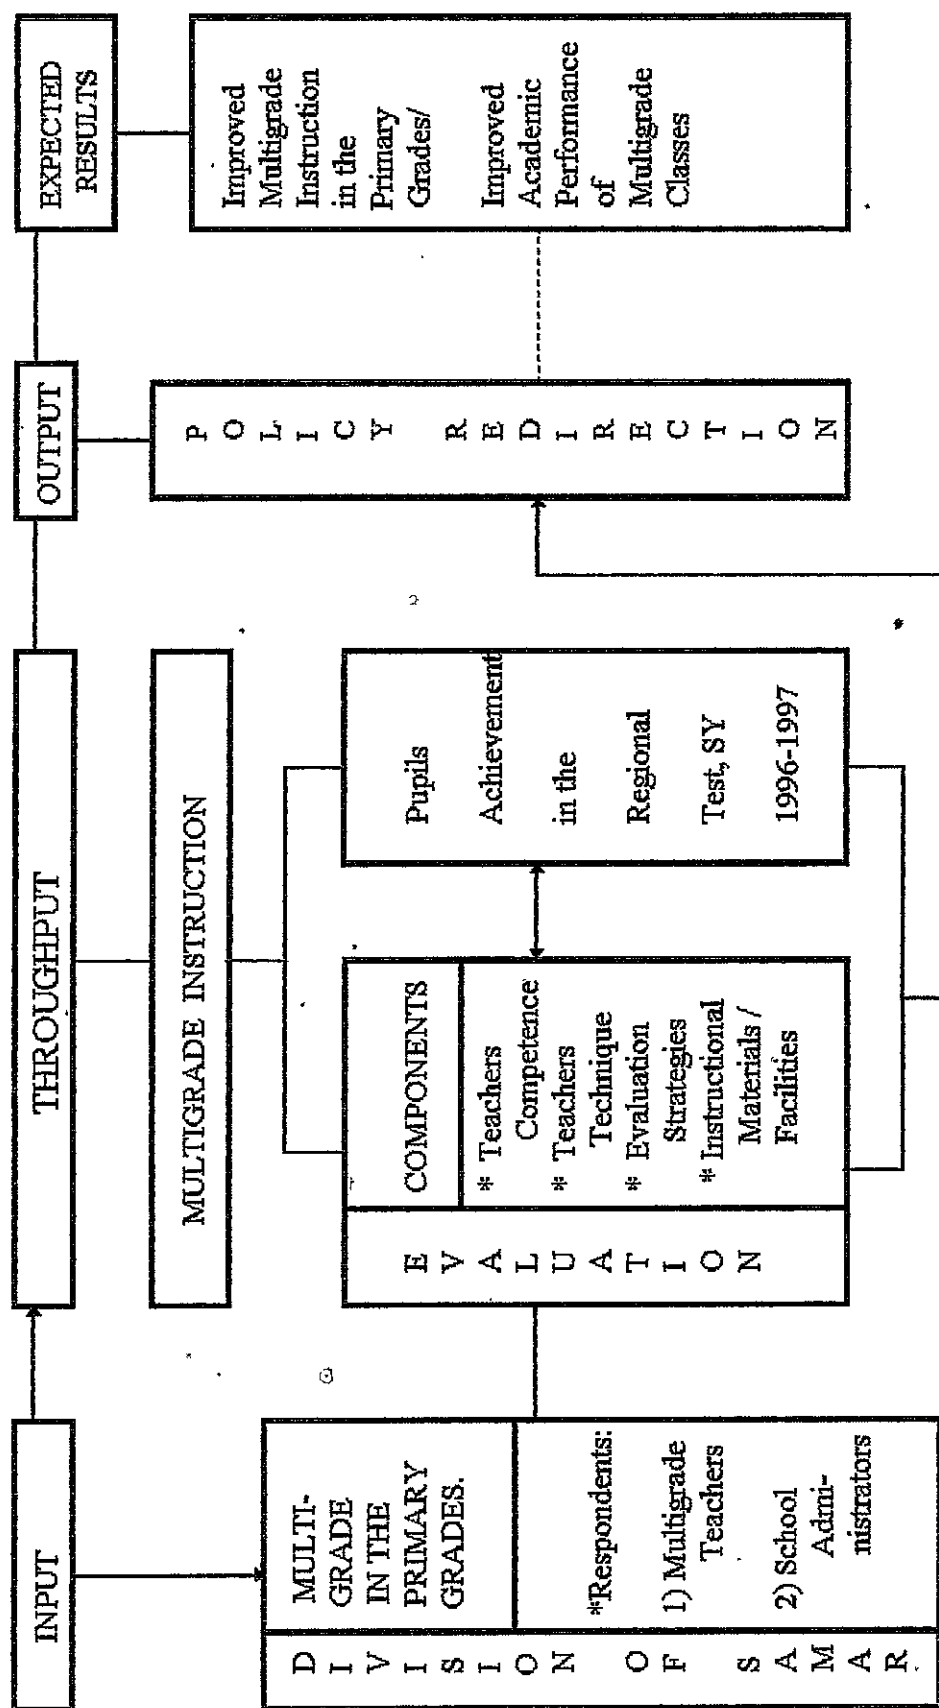 INPUT
THROUGHPUT
OUTPUT
EXPECTED
RESULTS
DIVISION OF SAMAR
MULTI-
GRADE
IN THE
PRIMARY
GRADES.
*Respondents:
1) Multigrade
Teachers
2) School
Admi-
nistrators
MULTIGRADE INSTRUCTION
EVALUATION
COMPONENTS
* Teachers
Competence
* Teachers
Technique
* Evaluation
Strategies
* Instructional
Materials /
Facilities
Pupils
Achievement
in the
Regional
Test, SY
1996-1997
POLICY REDIRECTION
Improved
Multigrade
Instruction
in the
Primary
Grades/
Improved
Academic
Performance
of
Multigrade
Classes